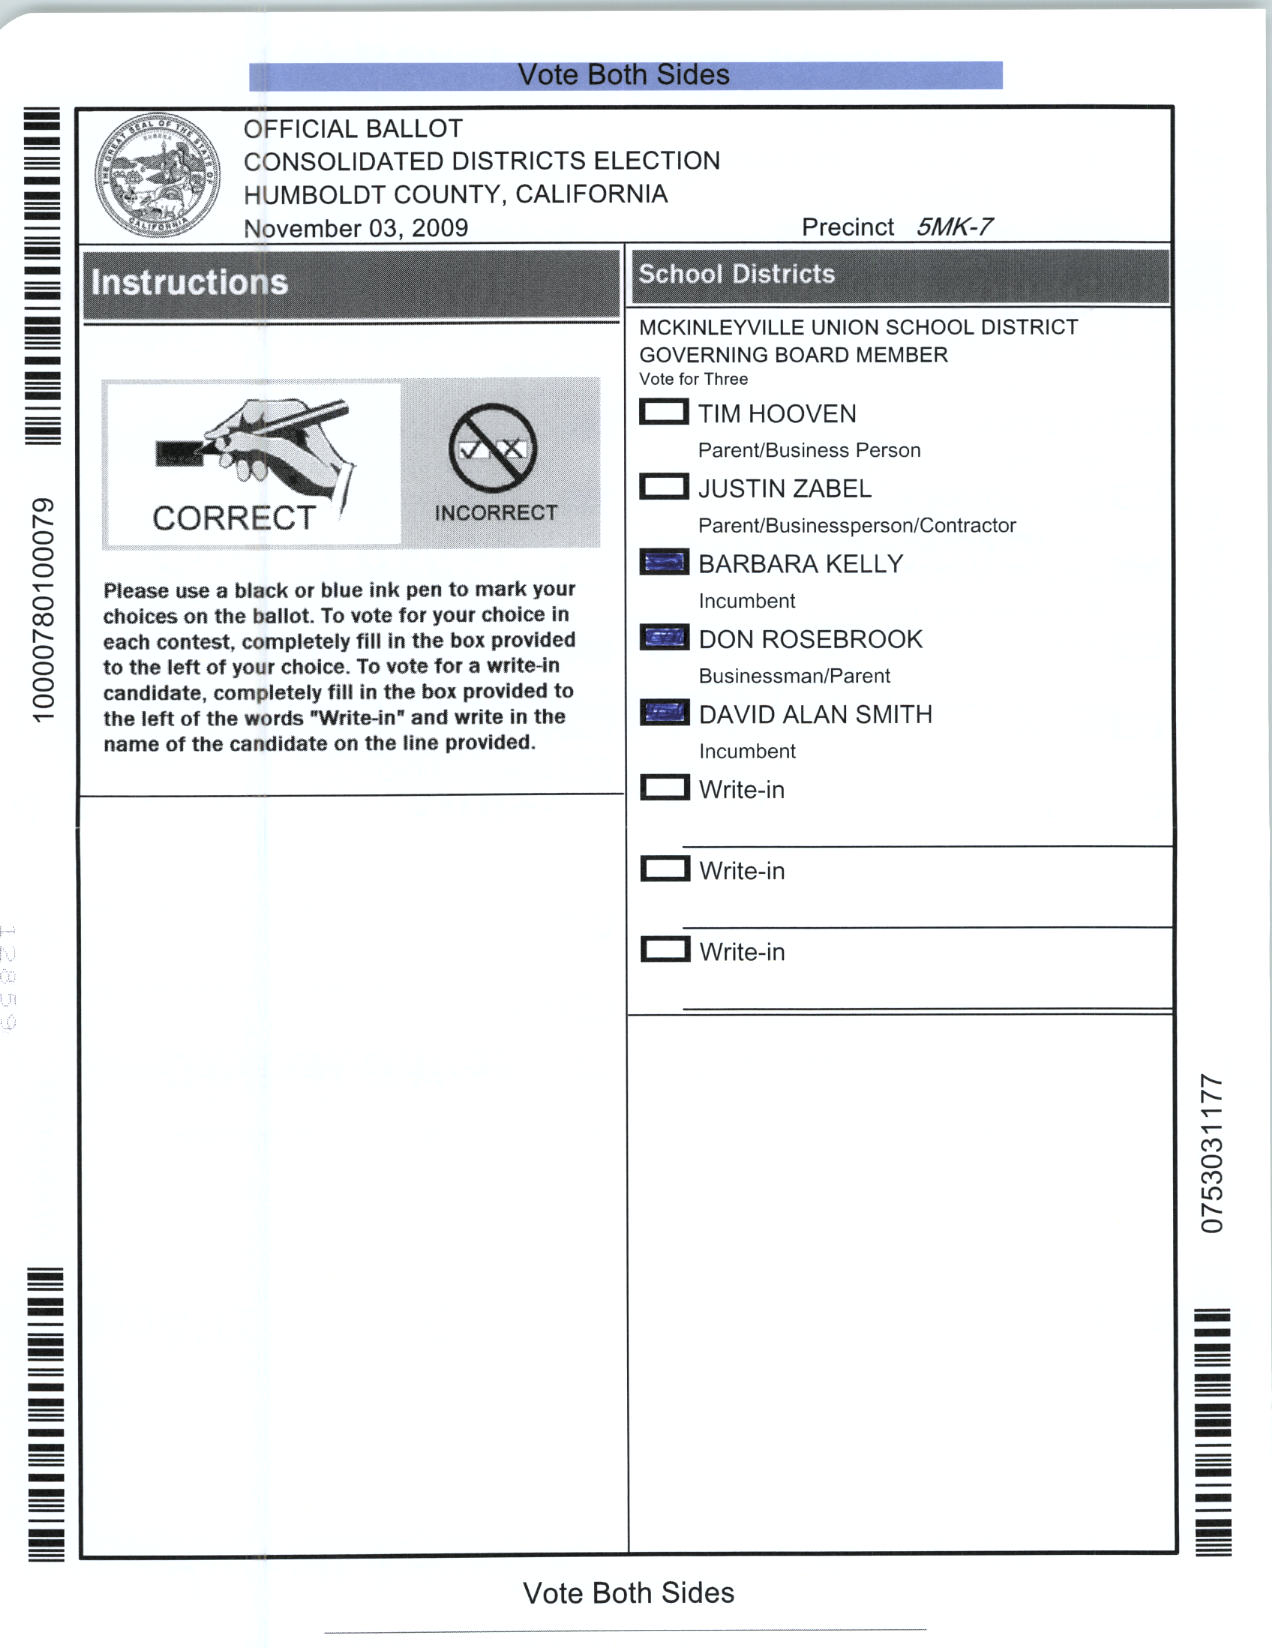 Vote Both Sides
OFFICIAL BALLOT
CONSOLIDATED DISTRICTS ELECTION
HUMBOLDT COUNTY, CALIFORNIA
November 03, 2009
Precinct 5MK-7
THE GREAT SEAL OF THE STATE OF CALIFORNIA
EUREKA
Instructions
CORRECT
INCORRECT
Please use a black or blue ink pen to mark your
choices on the ballot. To vote for your choice in
each contest, completely fill in the box provided
to the left of your choice. To vote for a write-in
candidate, completely fill in the box provided to
the left of the words "Write-in" and write in the
name of the candidate on the line provided.
School Districts
MCKINLEYVILLE UNION SCHOOL DISTRICT
GOVERNING BOARD MEMBER
Vote for Three
TIM HOOVEN
Parent/Business Person
JUSTIN ZABEL
Parent/Businessperson/Contractor
BARBARA KELLY
Incumbent
DON ROSEBROOK
Businessman/Parent
DAVID ALAN SMITH
Incumbent
Write-in
Write-in
Write-in
10000780100079
12859
0753031177
Vote Both Sides